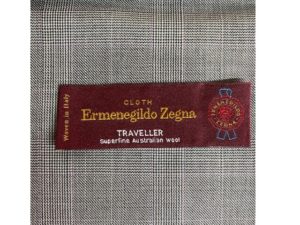 Woven in Italy
CLOTH
Ermenegildo Zegna
TRAVELLER
Superfine Australian Wool